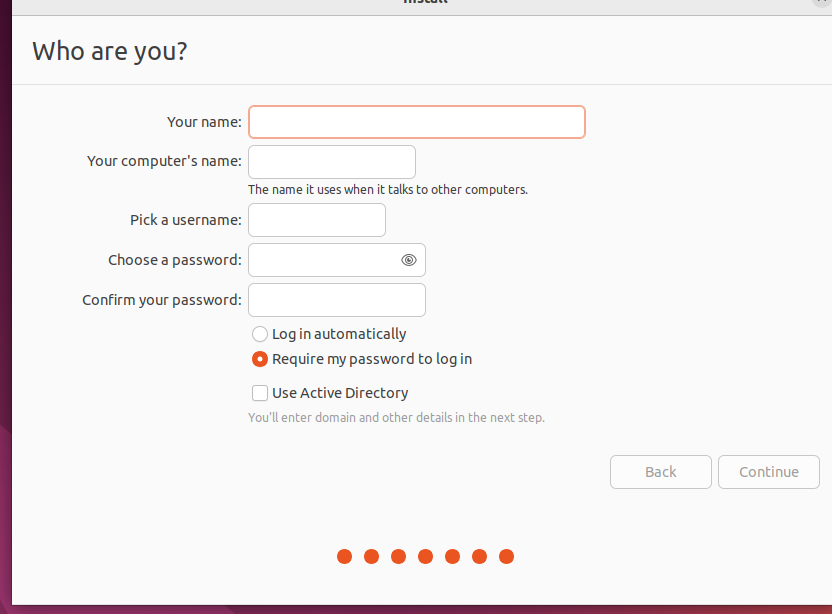 Install
Who are you?
Your name:
Your computer's name:
The name it uses when it talks to other computers.
Pick a username:
Choose a password:
Confirm your password:
Log in automatically
Require my password to log in
Use Active Directory
You'll enter domain and other details in the next step.
Back
Continue